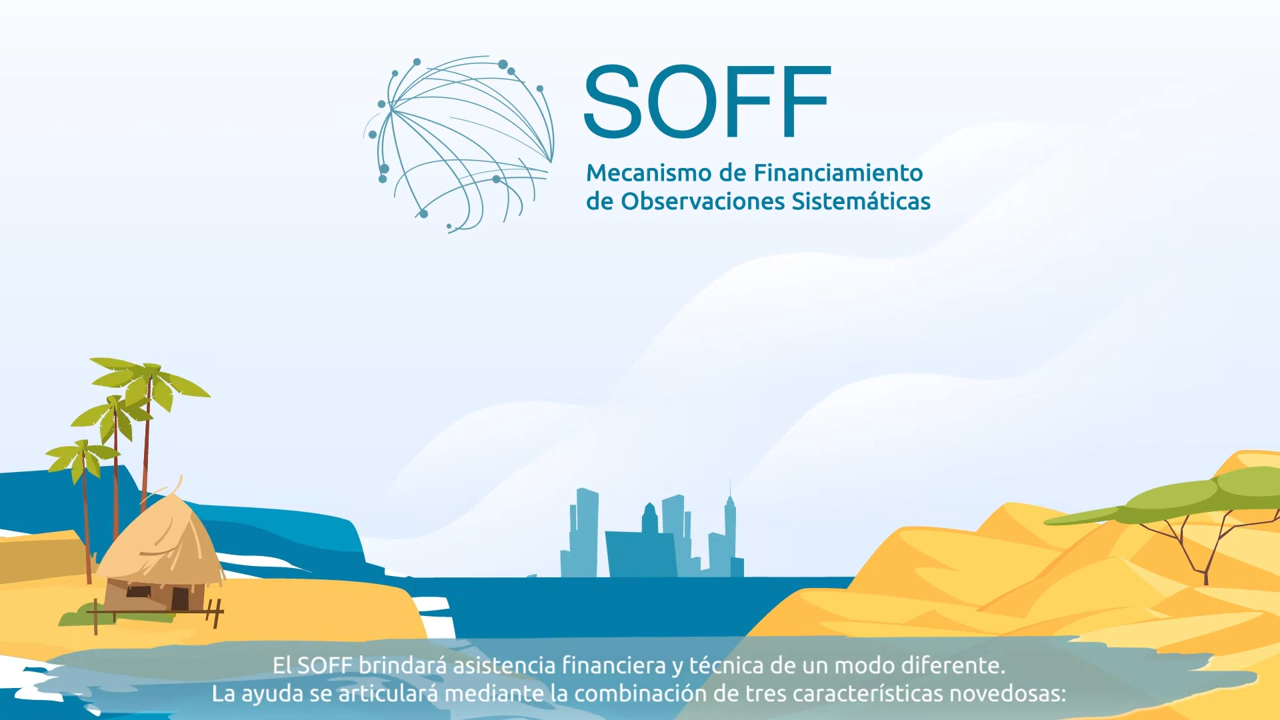 SOFF
Mecanismo de Financiamiento
de Observaciones Sistemáticas
El SOFF brindará asistencia financiera y técnica de un modo diferente.
La ayuda se articulará mediante la combinación de tres características novedosas: